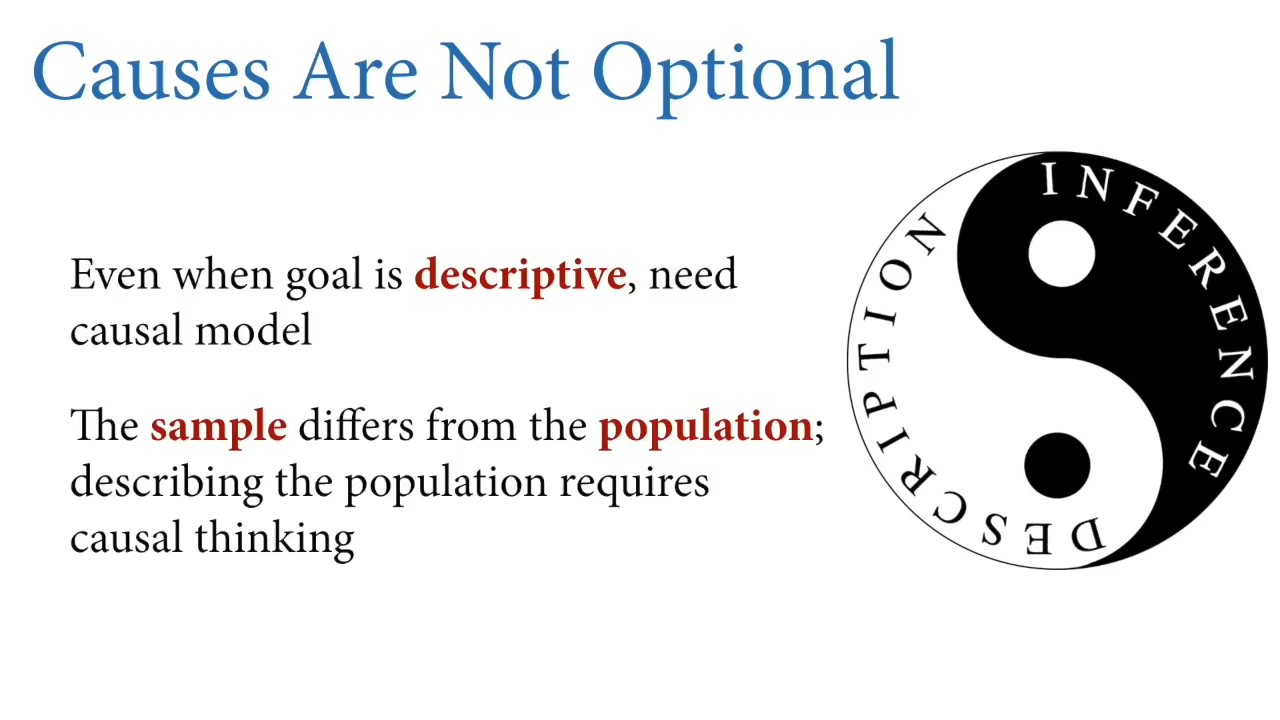 Causes Are Not Optional
Even when goal is descriptive, need
causal model
The sample differs from the population;
describing the population requires
causal thinking
INFERENCE
DESCRIPTION